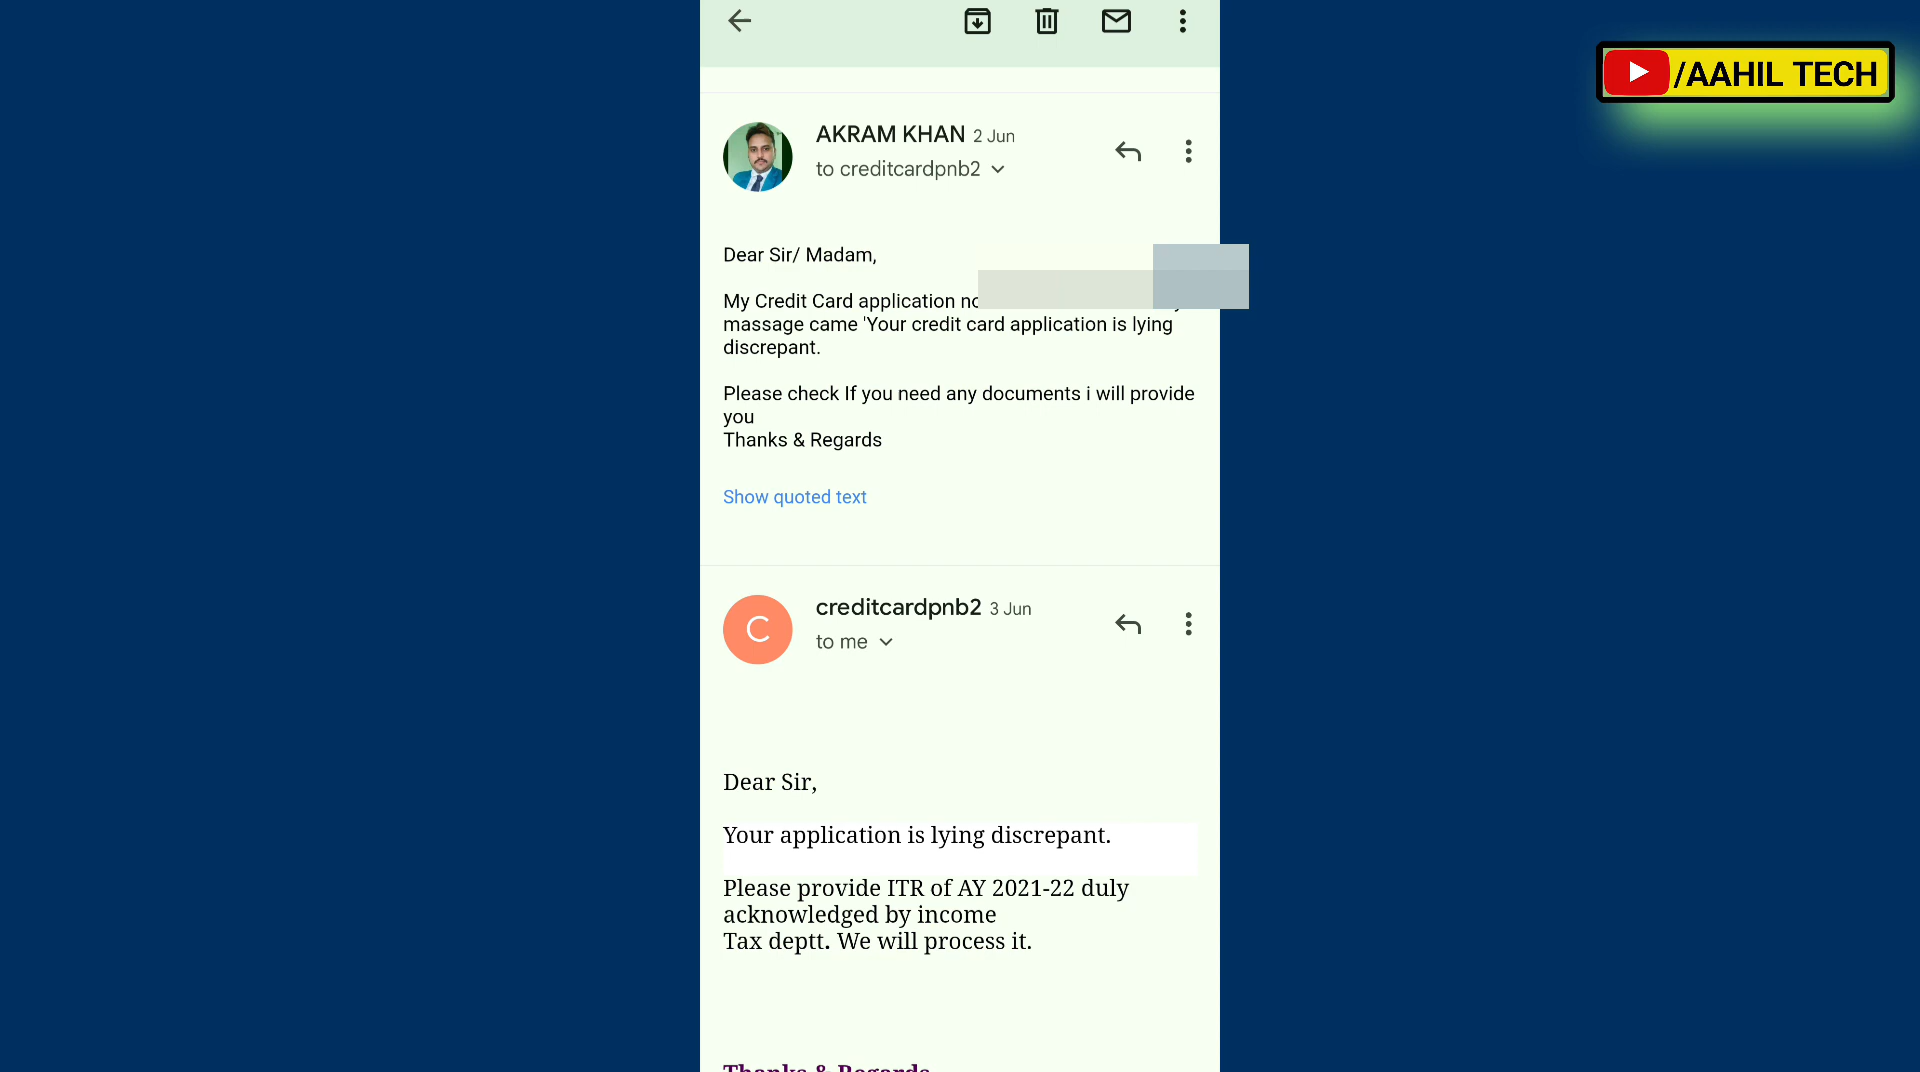 /AAHIL TECH
AKRAM KHAN 2 Jun
to creditcardpnb2
Dear Sir/ Madam,
My Credit Card application no
massage came 'Your credit card application is lying
discrepant.
Please check If you need any documents i will provide
you
Thanks & Regards
Show quoted text
creditcardpnb2 3 Jun
C
to me
Dear Sir,
Your application is lying discrepant.
Please provide ITR of AY 2021-22 duly
acknowledged by income
Tax deptt. We will process it.
Thanks & Regards